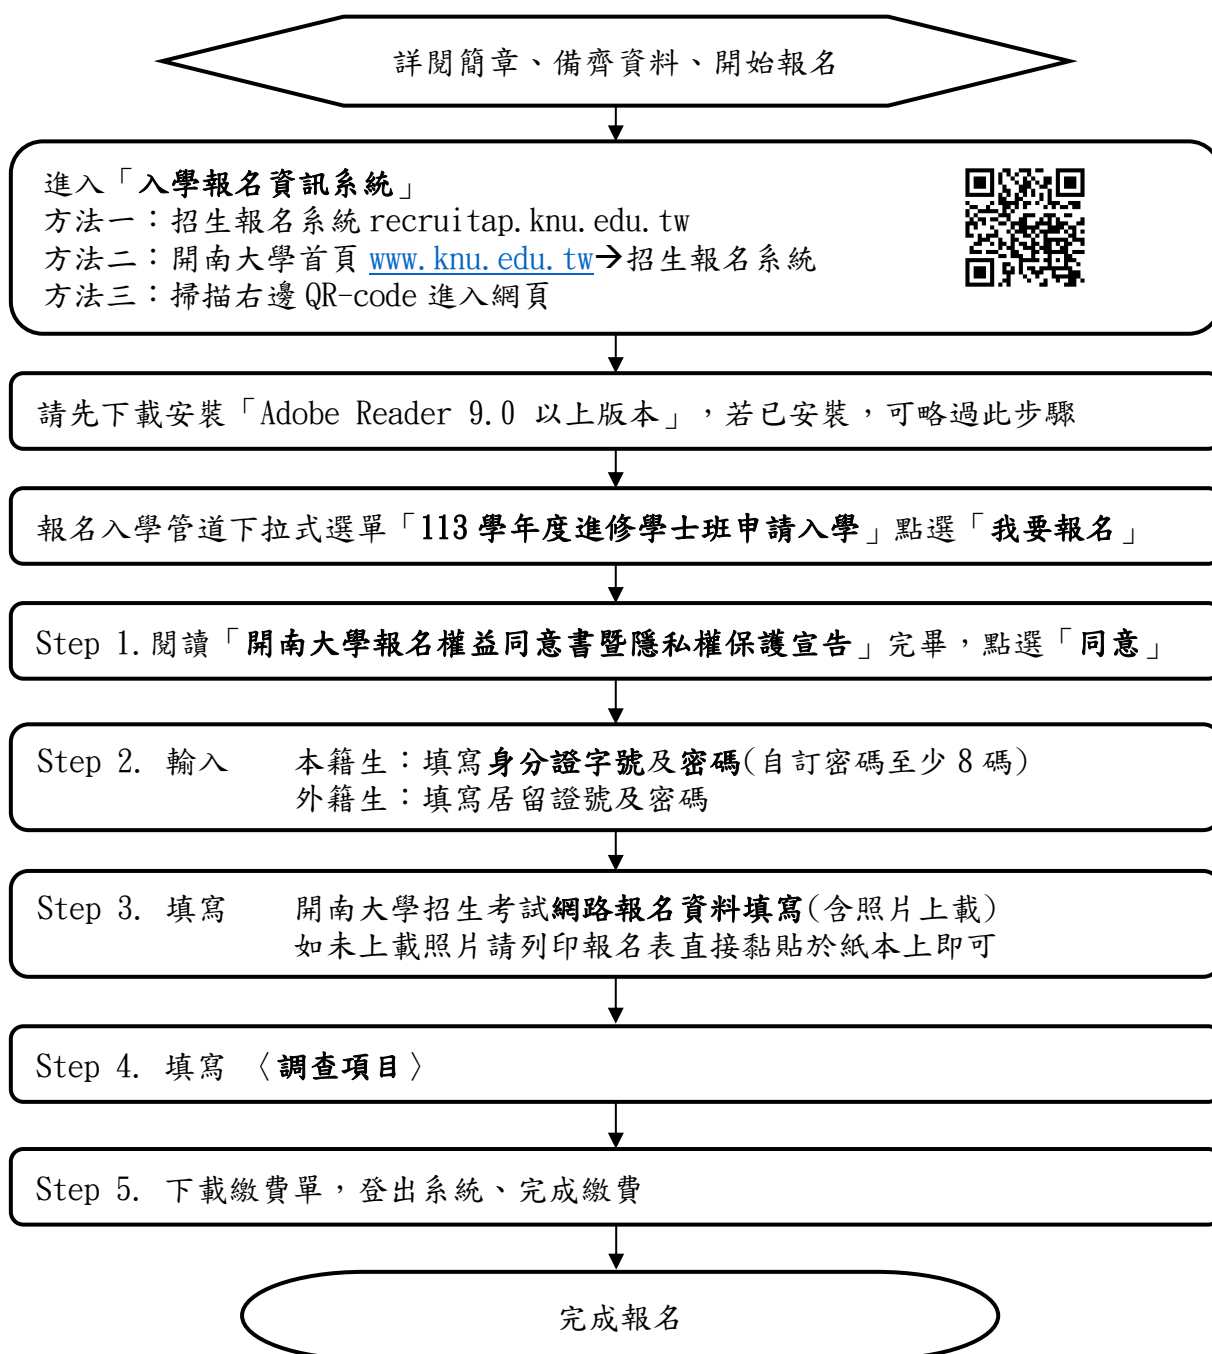 詳閱簡章、備齊資料、開始報名
進入「入學報名資訊系統」
方法一：招生報名系統 recruitap.knu.edu.tw
方法二：開南大學首頁 www.knu.edu.tw→招生報名系統
方法三：掃描右邊 QR-code 進入網頁
請先下載安裝「Adobe Reader 9.0 以上版本」，若已安裝，可略過此步驟
報名入學管道下拉式選單「113 學年度進修學士班申請入學」點選「我要報名」
Step 1.閱讀「開南大學報名權益同意書暨隱私權保護宣告」完畢，點選「同意」
Step 2. 輸入 本籍生：填寫身分證字號及密碼(自訂密碼至少 8 碼)
外籍生：填寫居留證號及密碼
Step 3. 填寫 開南大學招生考試網路報名資料填寫(含照片上載)
如未上載照片請列印報名表直接黏貼於紙本上即可
Step 4. 填寫 〈調查項目〉
Step 5. 下載繳費單，登出系統、完成繳費
完成報名